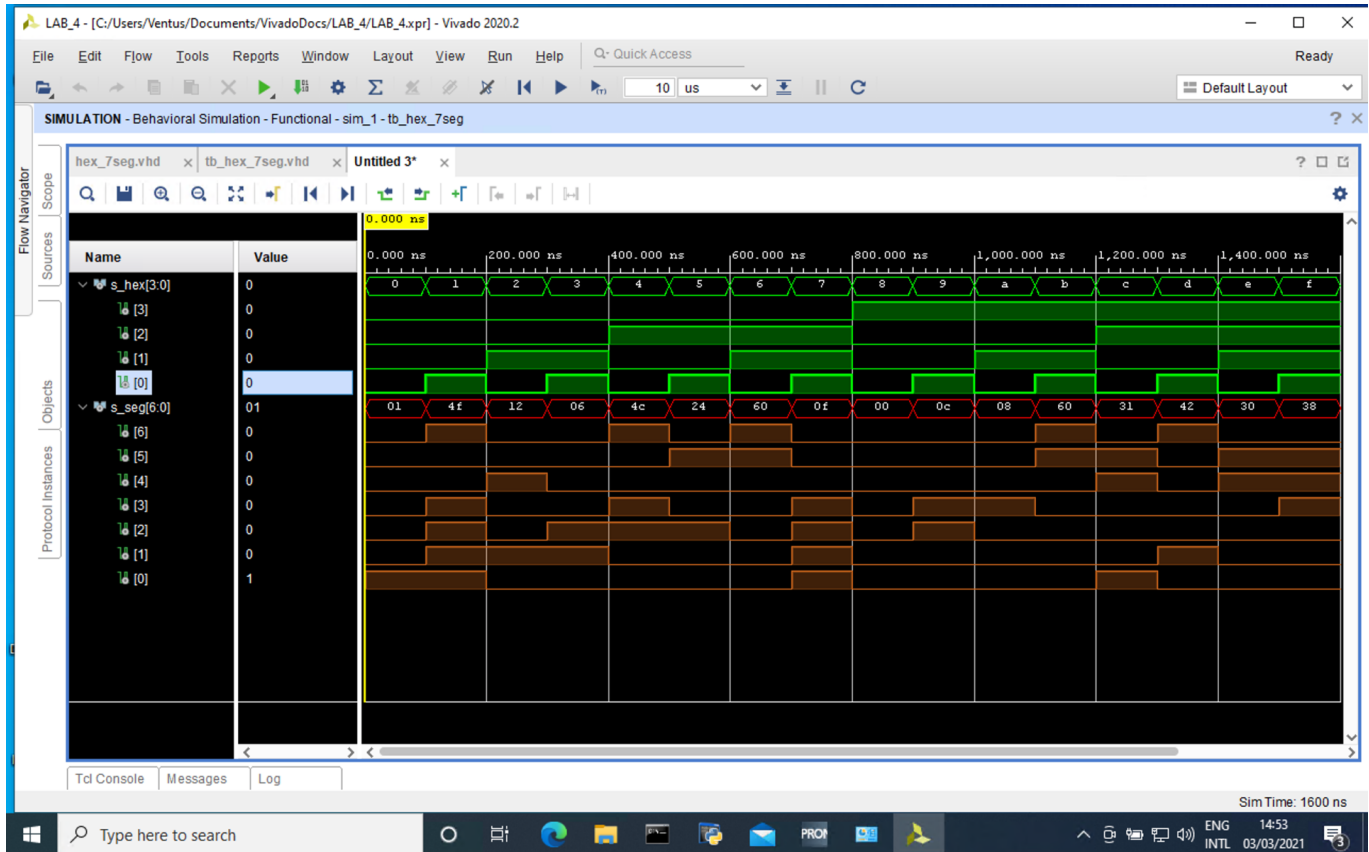 LAB_4 - [C:/Users/Ventus/Documents/VivadoDocs/LAB_4/LAB_4.xpr] - Vivado 2020.2
File Edit Flow Tools Reports Window Layout View Run Help Q- Quick Access Ready
10 us Default Layout
SIMULATION - Behavioral Simulation - Functional - sim_1 - tb_hex_7seg
Flow Navigator
Scope
Sources
Objects
Protocol Instances
hex_7seg.vhd tb_hex_7seg.vhd Untitled 3*
0.000 ns
Name Value 0.000 ns 200.000 ns 400.000 ns 600.000 ns 800.000 ns 1,000.000 ns 1,200.000 ns 1,400.000 ns
s_hex[3:0] 0 0 1 2 3 4 5 6 7 8 9 a b c d e f
[3] 0
[2] 0
[1] 0
[0] 0
s_seg[6:0] 01 01 4f 12 06 4c 24 60 0f 00 0c 08 60 31 42 30 38
[6] 0
[5] 0
[4] 0
[3] 0
[2] 0
[1] 0
[0] 1
Tcl Console Messages Log
Sim Time: 1600 ns
Type here to search PROM ENG 14:53
INTL 03/03/2021 3